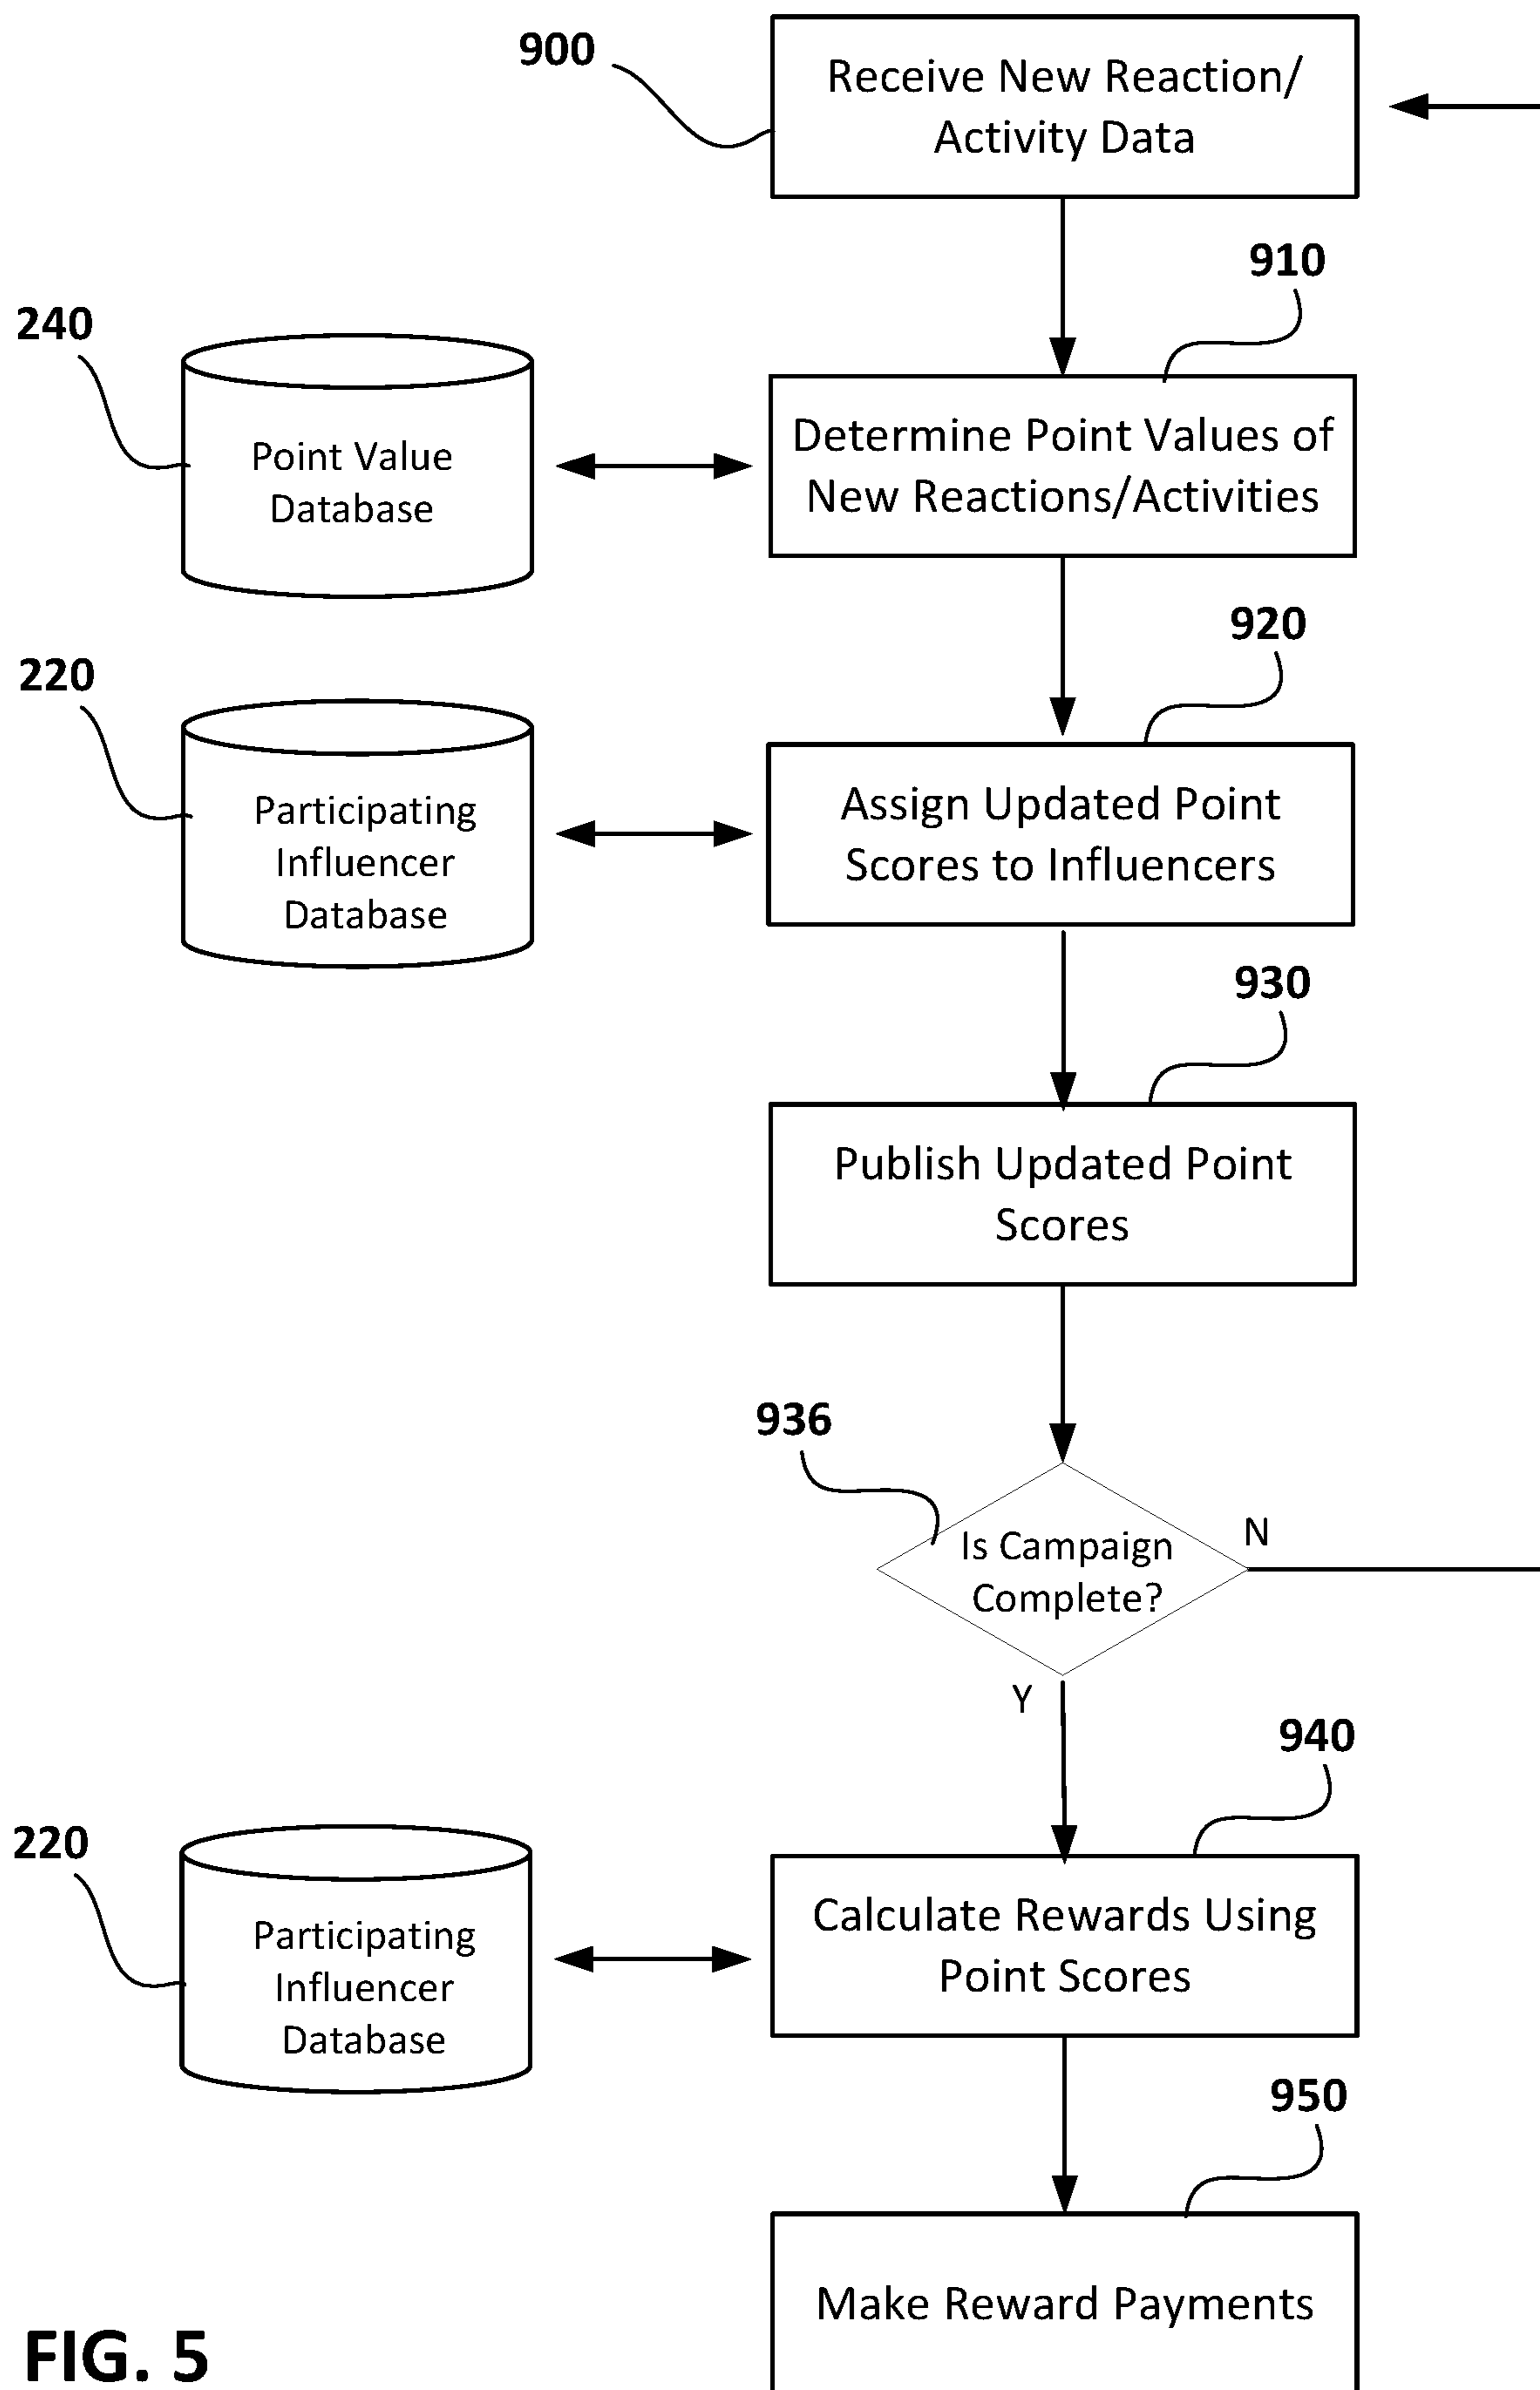 900
Receive New Reaction/
Activity Data
910
240
Point Value
Database
Determine Point Values of
New Reactions/Activities
920
220
Participating
Influencer
Database
Assign Updated Point
Scores to Influencers
930
Publish Updated Point
Scores
936
Is Campaign
Complete?
N
Y
940
220
Participating
Influencer
Database
Calculate Rewards Using
Point Scores
950
Make Reward Payments
FIG. 5